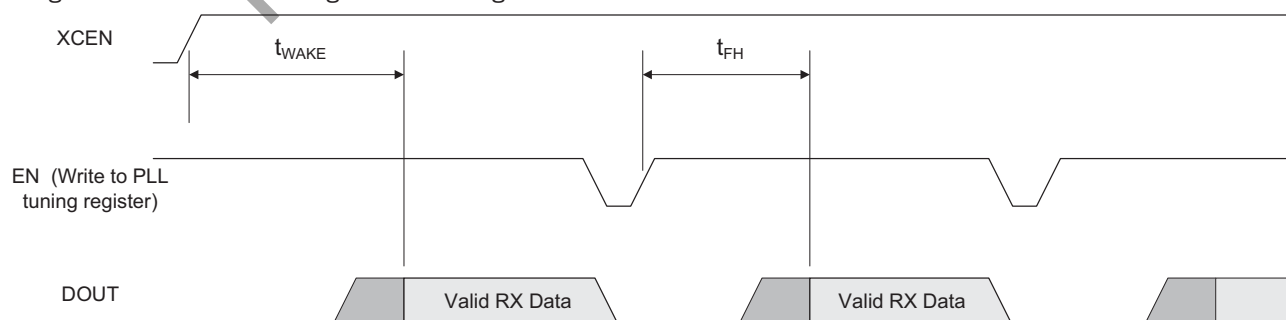 XCEN
tWAKE
tFH
EN (Write to PLL
tuning register)
DOUT
Valid RX Data
Valid RX Data